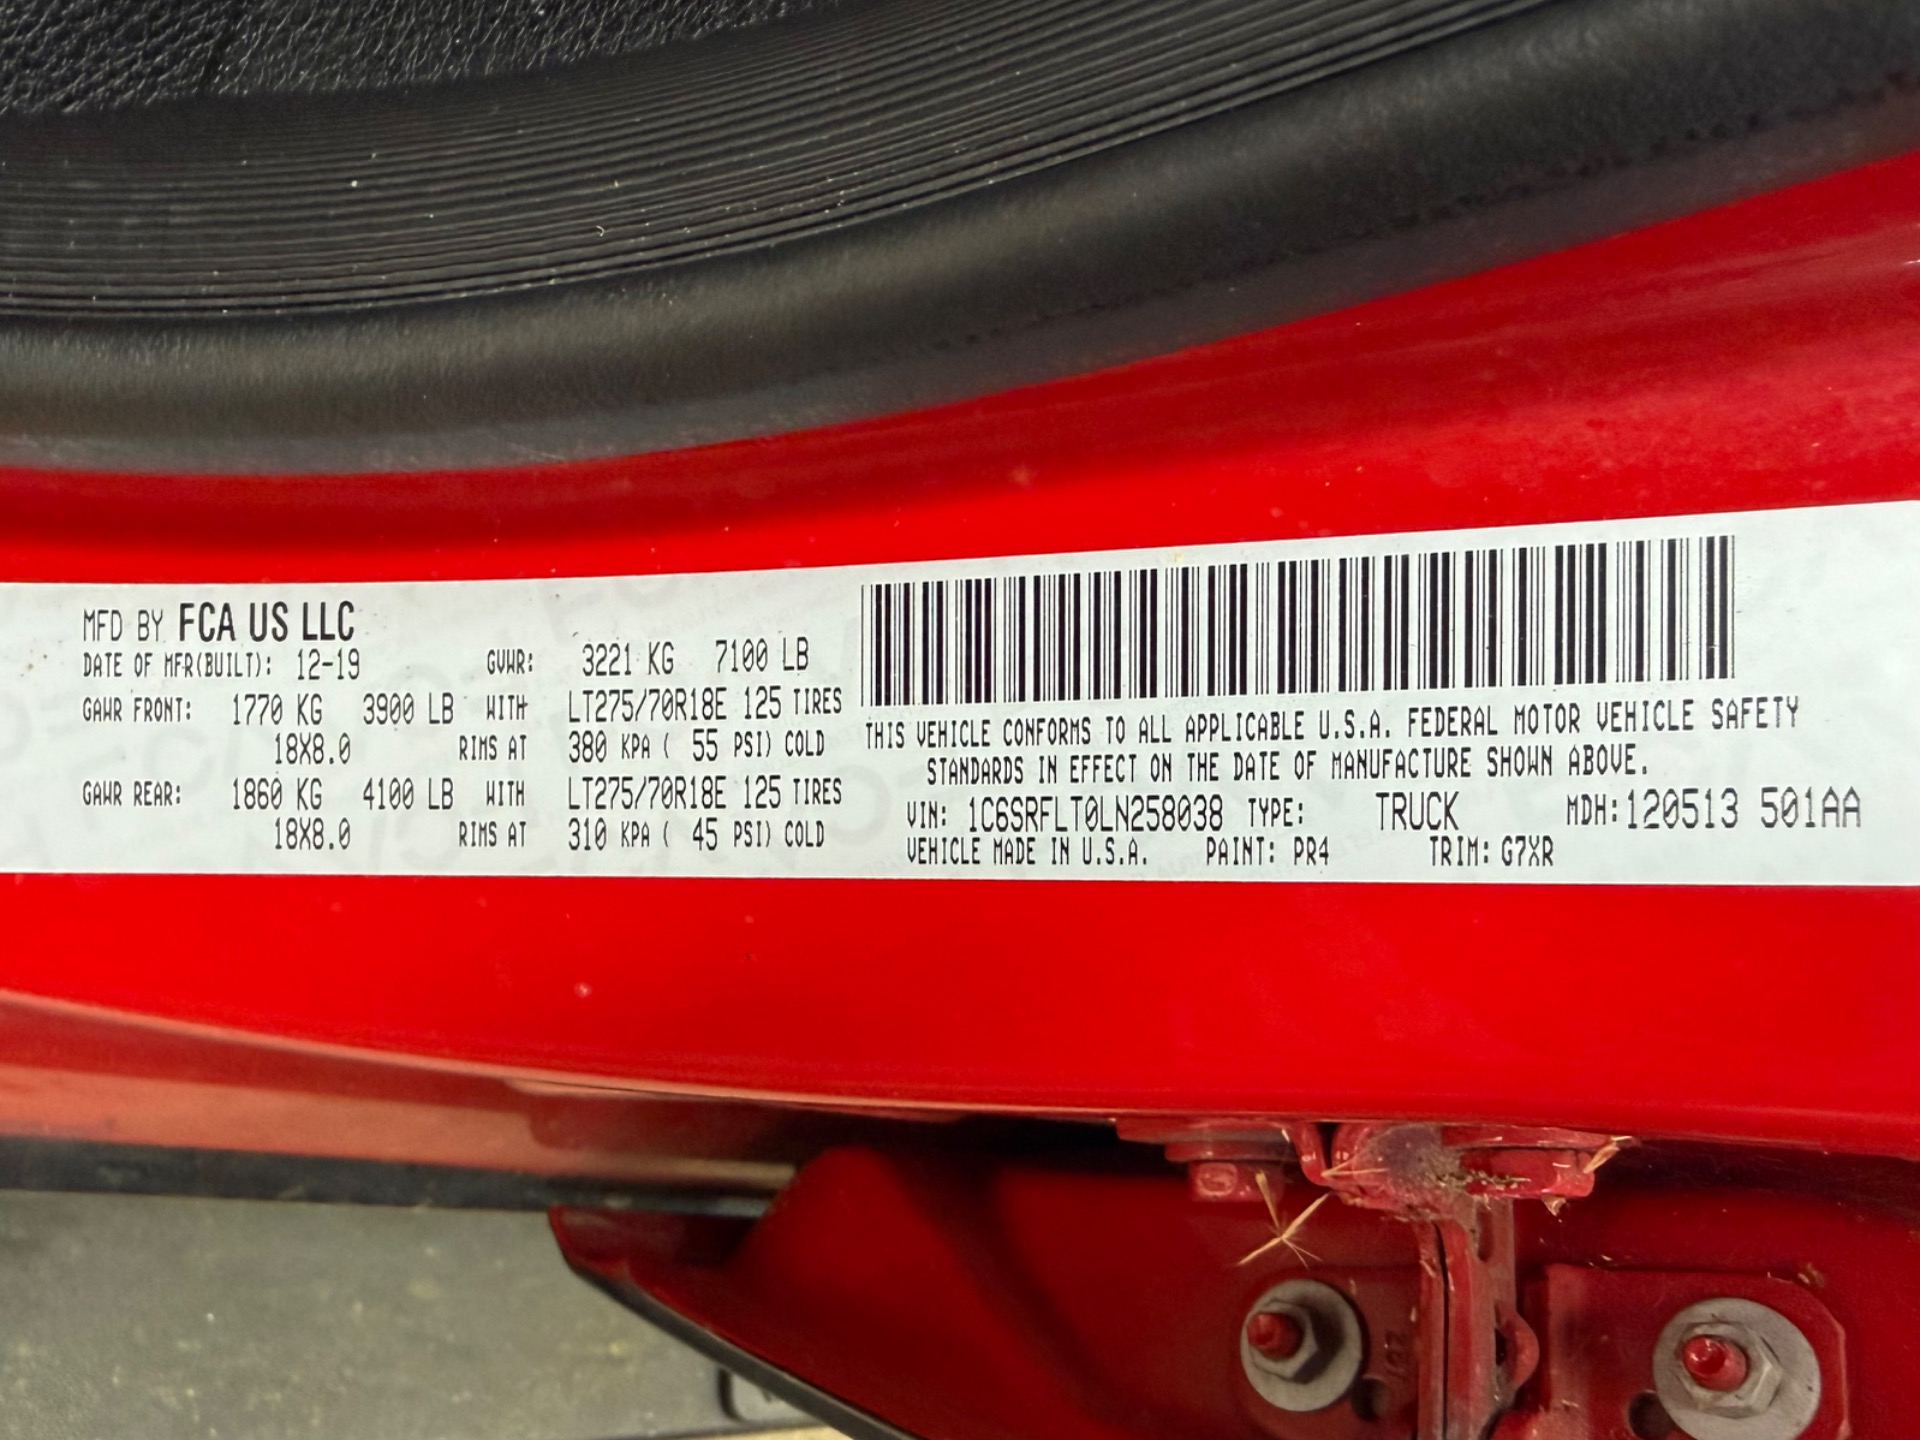 MFD BY FCA US LLC
DATE OF MFR(BUILT): 12-19 GVWR: 3221 KG 7100 LB
GAWR FRONT: 1770 KG 3900 LB WITH LT275/70R18E 125 TIRES
18X8.0 RIMS AT 380 KPA ( 55 PSI) COLD
GAWR REAR: 1860 KG 4100 LB WITH LT275/70R18E 125 TIRES
18X8.0 RIMS AT 310 KPA ( 45 PSI) COLD
THIS VEHICLE CONFORMS TO ALL APPLICABLE U.S.A. FEDERAL MOTOR VEHICLE SAFETY
STANDARDS IN EFFECT ON THE DATE OF MANUFACTURE SHOWN ABOVE.
VIN: 1C6SRFLT0LN258038 TYPE: TRUCK MDH:120513 501AA
VEHICLE MADE IN U.S.A. PAINT: PR4 TRIM: G7XR